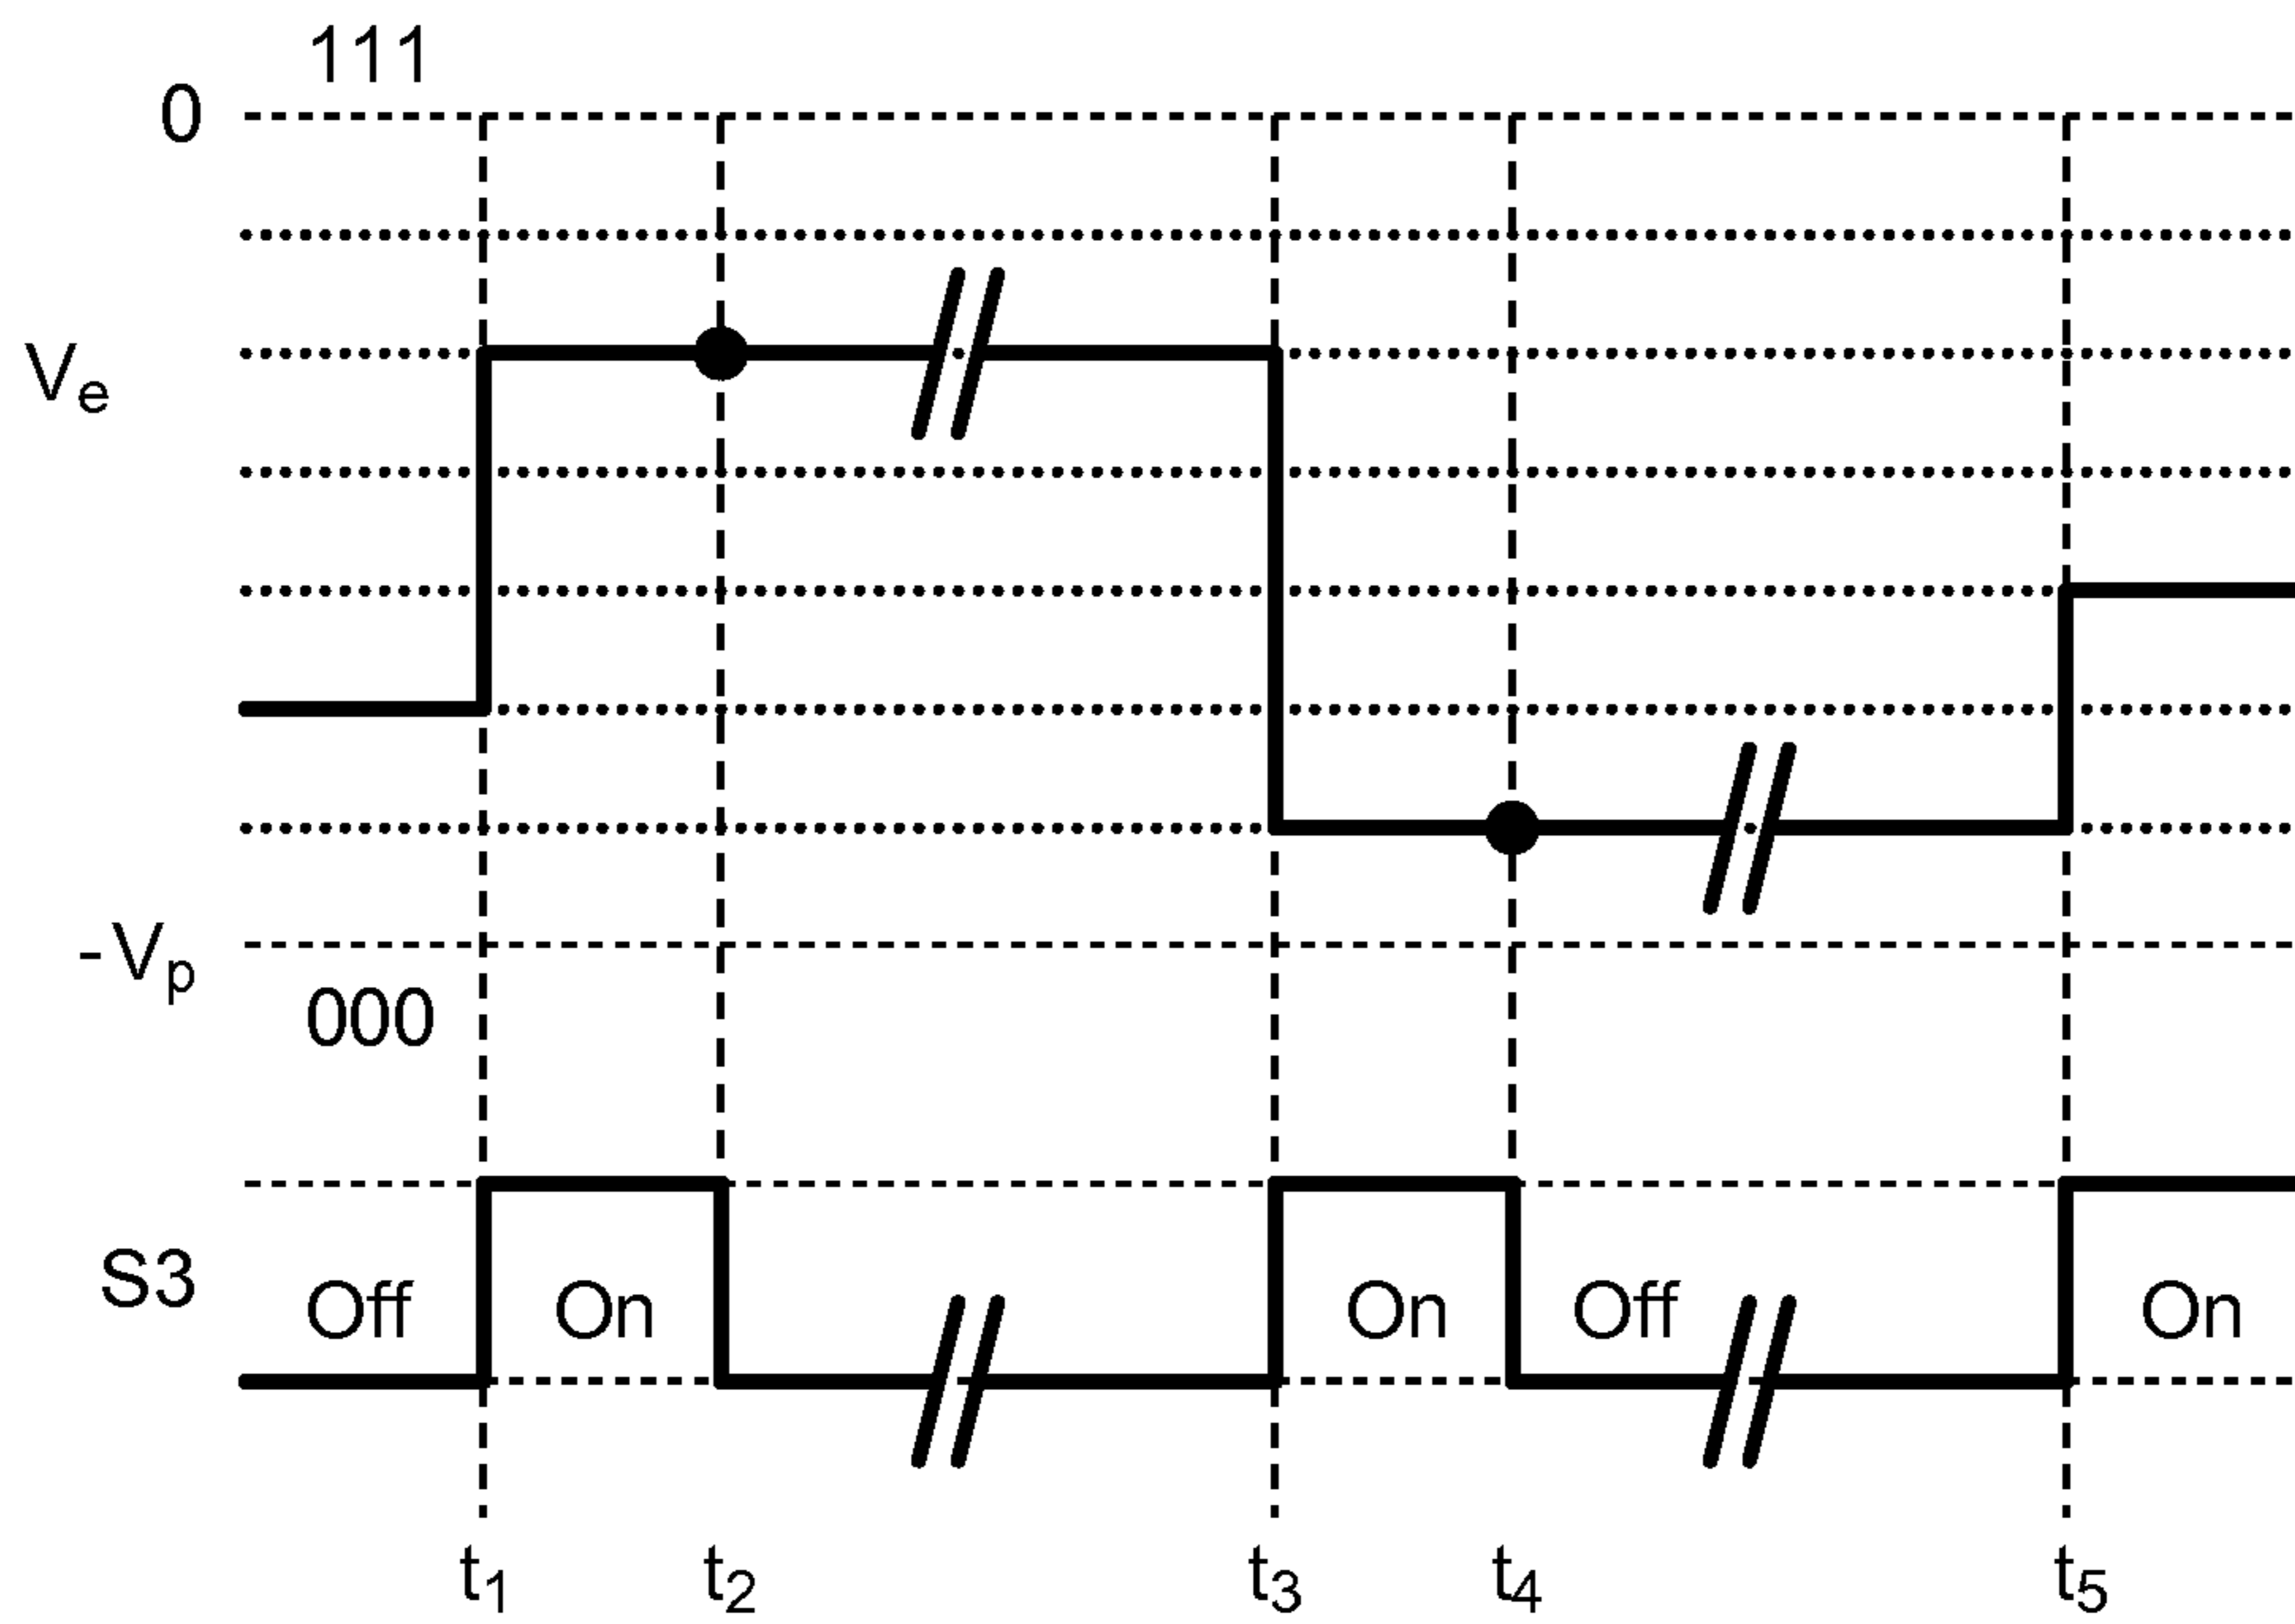 111
0
Vₑ
-Vₚ
000
S3
Off On On Off On
t₁ t₂ t₃ t₄ t₅